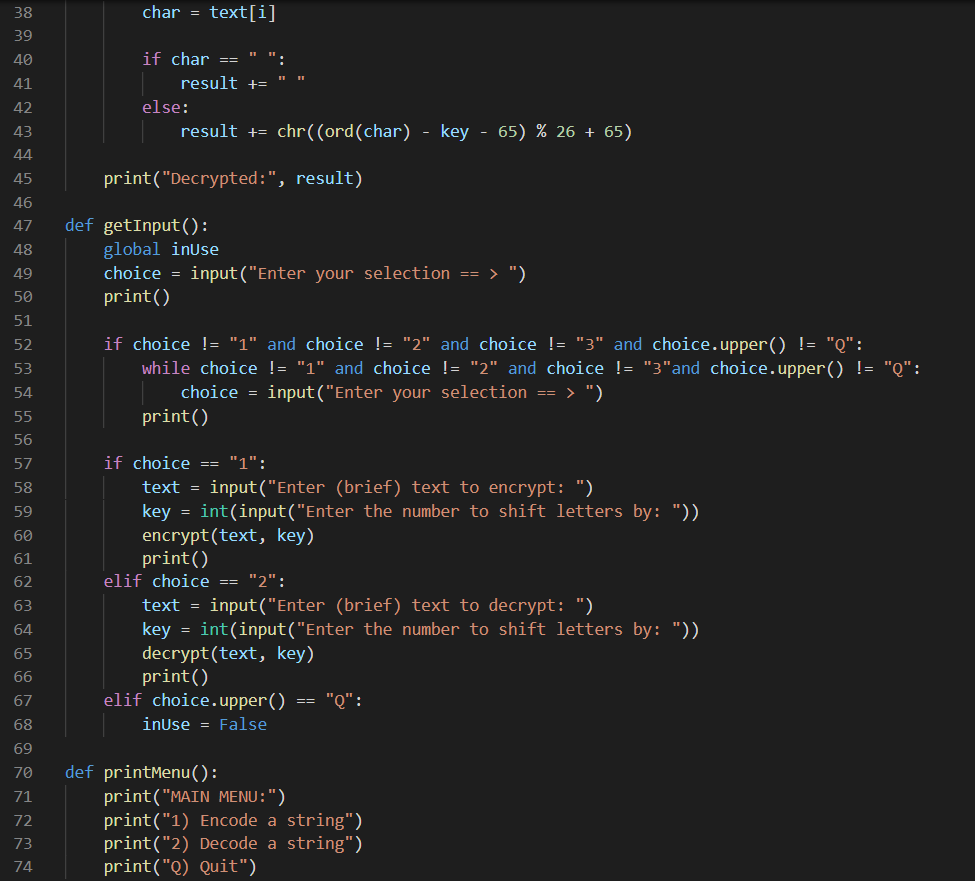 38 char = text[i]
39
40 if char == " ":
41 result += " "
42 else:
43 result += chr((ord(char) - key - 65) % 26 + 65)
44
45 print("Decrypted:", result)
46
47 def getInput():
48 global inUse
49 choice = input("Enter your selection == > ")
50 print()
51
52 if choice != "1" and choice != "2" and choice != "3" and choice.upper() != "Q":
53 while choice != "1" and choice != "2" and choice != "3"and choice.upper() != "Q":
54 choice = input("Enter your selection == > ")
55 print()
56
57 if choice == "1":
58 text = input("Enter (brief) text to encrypt: ")
59 key = int(input("Enter the number to shift letters by: "))
60 encrypt(text, key)
61 print()
62 elif choice == "2":
63 text = input("Enter (brief) text to decrypt: ")
64 key = int(input("Enter the number to shift letters by: "))
65 decrypt(text, key)
66 print()
67 elif choice.upper() == "Q":
68 inUse = False
69
70 def printMenu():
71 print("MAIN MENU:")
72 print("1) Encode a string")
73 print("2) Decode a string")
74 print("Q) Quit")